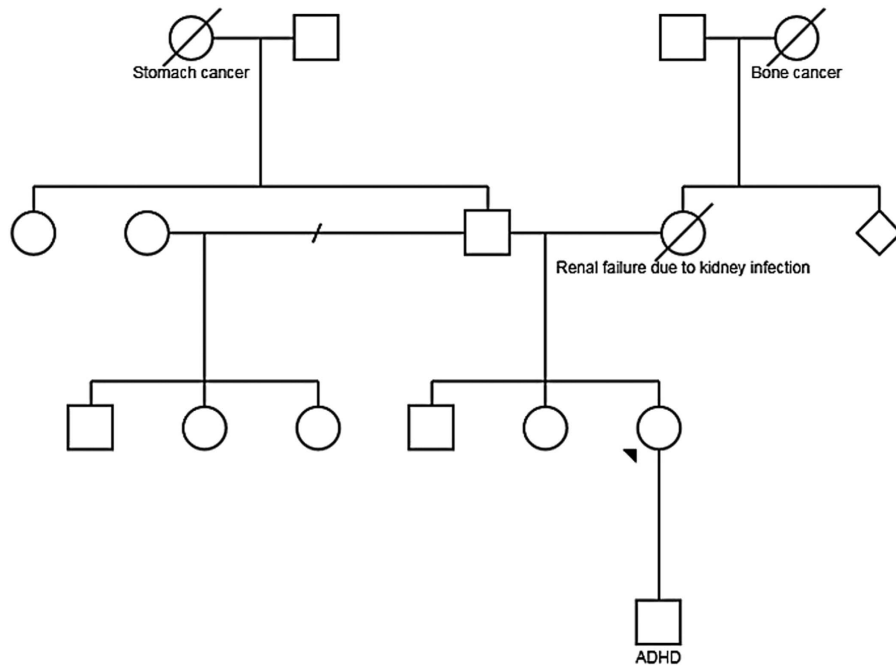 Stomach cancer
Bone cancer
Renal failure due to kidney infection
ADHD